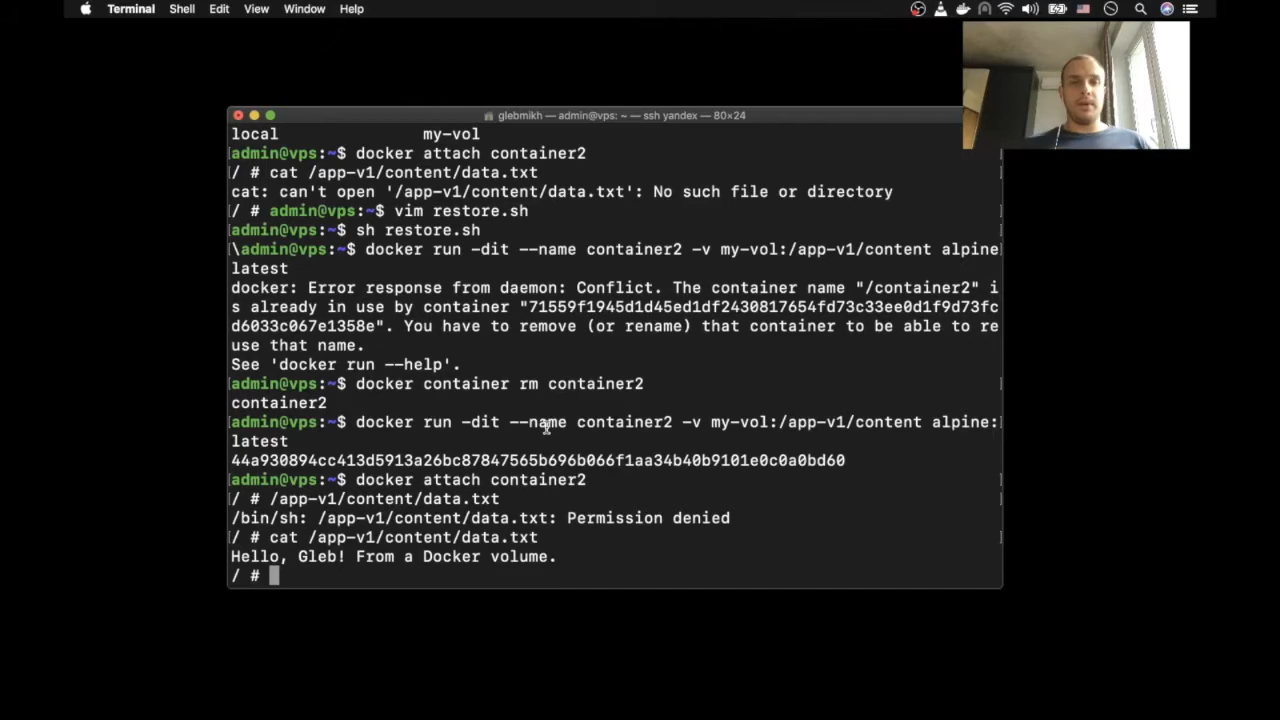 Terminal Shell Edit View Window Help
glebmikh — admin@vps: ~ — ssh yandex — 80×24
local my-vol
admin@vps:~$ docker attach container2
/ # cat /app-v1/content/data.txt
cat: can't open '/app-v1/content/data.txt': No such file or directory
/ # admin@vps:~$ vim restore.sh
admin@vps:~$ sh restore.sh
\admin@vps:~$ docker run -dit --name container2 -v my-vol:/app-v1/content alpine
latest
docker: Error response from daemon: Conflict. The container name "/container2" i
s already in use by container "71559f1945d1d45ed1df2430817654fd73c33ee0d1f9d73fc
d6033c067e1358e". You have to remove (or rename) that container to be able to re
use that name.
See 'docker run --help'.
admin@vps:~$ docker container rm container2
container2
admin@vps:~$ docker run -dit --name container2 -v my-vol:/app-v1/content alpine:
latest
44a930894cc413d5913a26bc87847565b696b066f1aa34b40b9101e0c0a0bd60
admin@vps:~$ docker attach container2
/ # /app-v1/content/data.txt
/bin/sh: /app-v1/content/data.txt: Permission denied
/ # cat /app-v1/content/data.txt
Hello, Gleb! From a Docker volume.
/ #